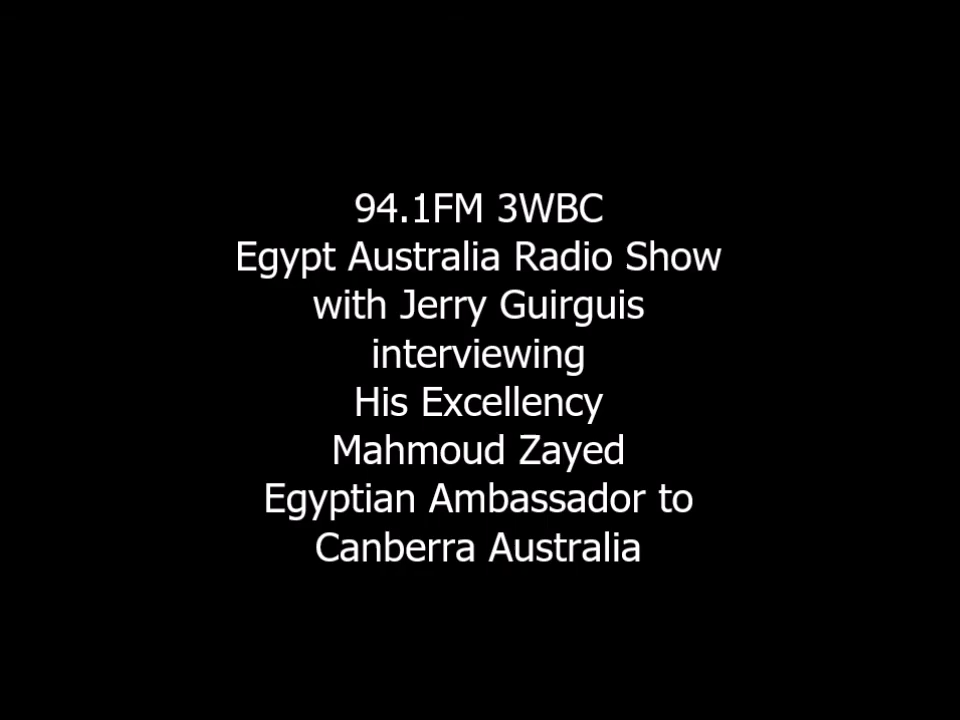 94.1FM 3WBC
Egypt Australia Radio Show
with Jerry Guirguis
interviewing
His Excellency
Mahmoud Zayed
Egyptian Ambassador to
Canberra Australia